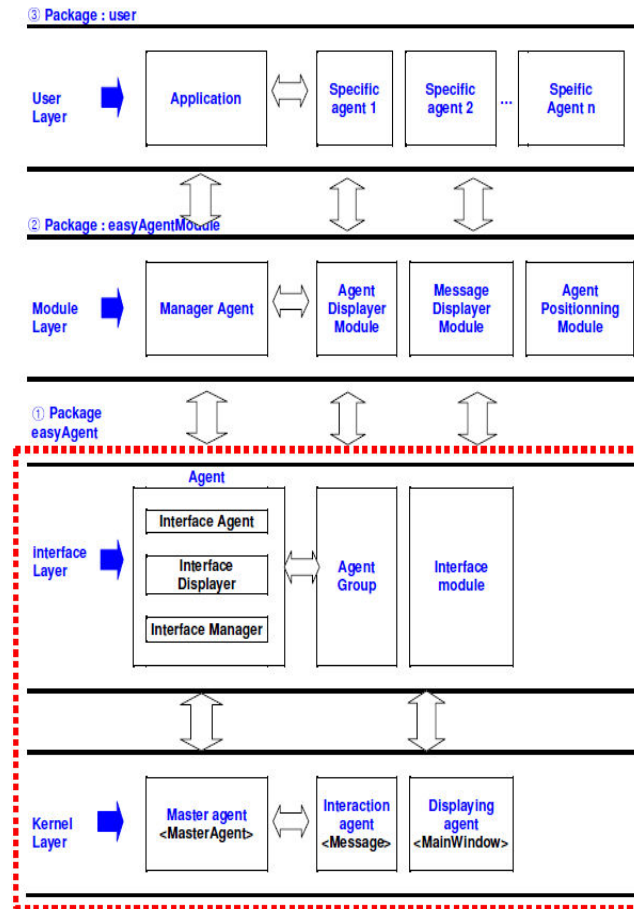 ③ Package : user
User
Layer
Application
Specific
agent 1
Specific
agent 2
...
Speific
Agent n
② Package : easyAgentModule
Module
Layer
Manager Agent
Agent
Displayer
Module
Message
Displayer
Module
Agent
Positionning
Module
① Package
easyAgent
Agent
interface
Layer
Interface Agent
Interface
Displayer
Interface Manager
Agent
Group
Interface
module
Kernel
Layer
Master agent
<MasterAgent>
Interaction
agent
<Message>
Displaying
agent
<MainWindow>